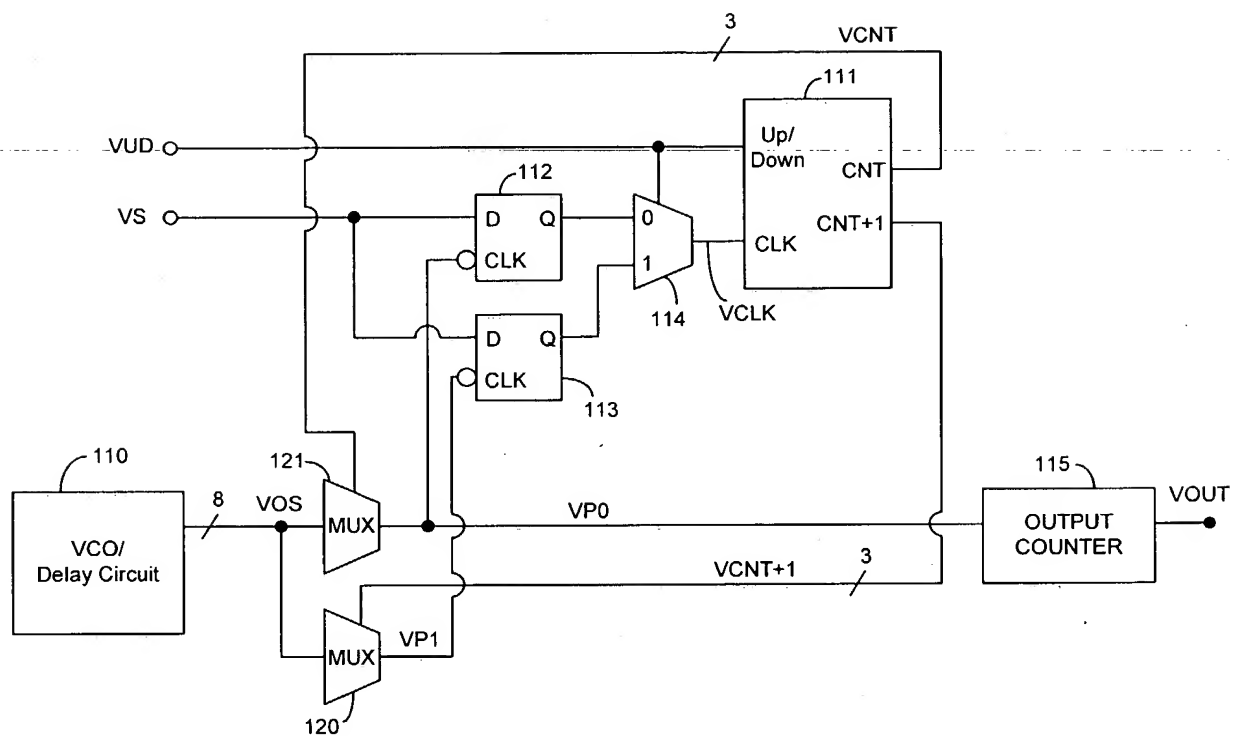 3
VCNT
111
VUD
Up/
Down
CNT
112
VS
D
Q
0
CNT+1
CLK
CLK
1
114
VCLK
D
Q
CLK
113
110
8
VOS
121
MUX
VP0
115
VOUT
VCO/
Delay Circuit
OUTPUT
COUNTER
VCNT+1
3
MUX
VP1
120